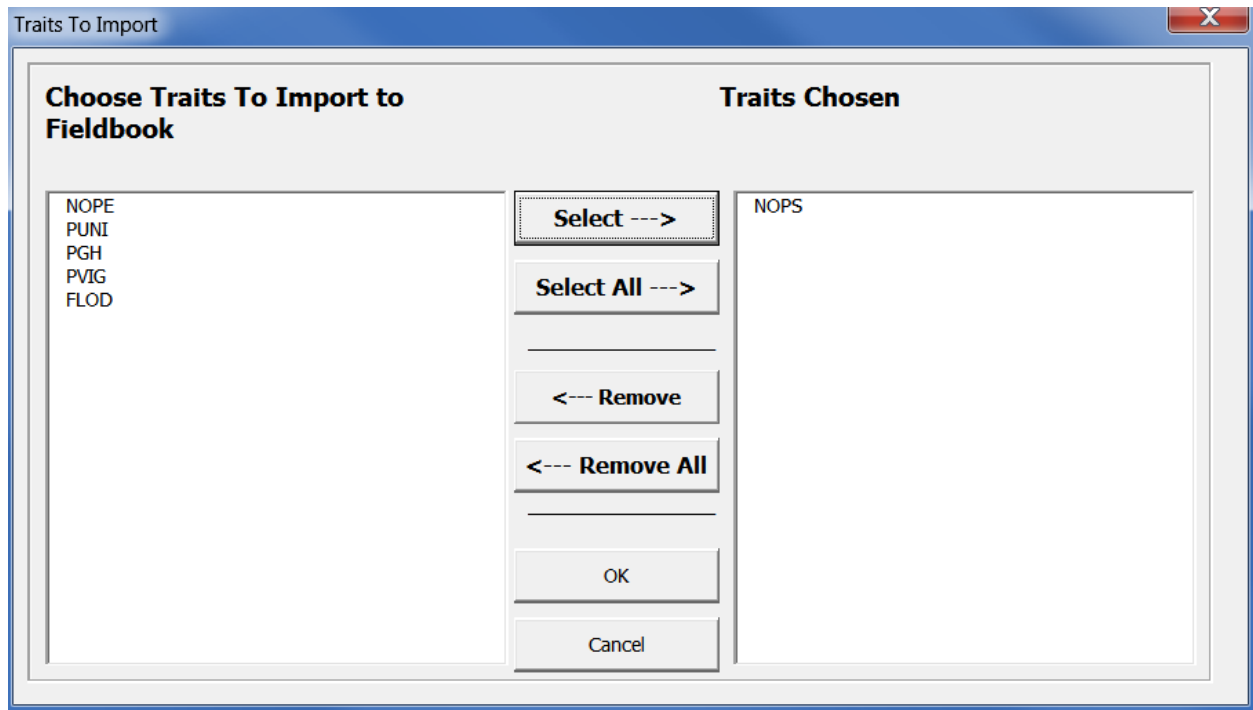 Traits To Import
X
Choose Traits To Import to
Fieldbook
Traits Chosen
NOPE
PUNI
PGH
PVIG
FLOD
Select --->
Select All --->
<--- Remove
<--- Remove All
OK
Cancel
NOPS